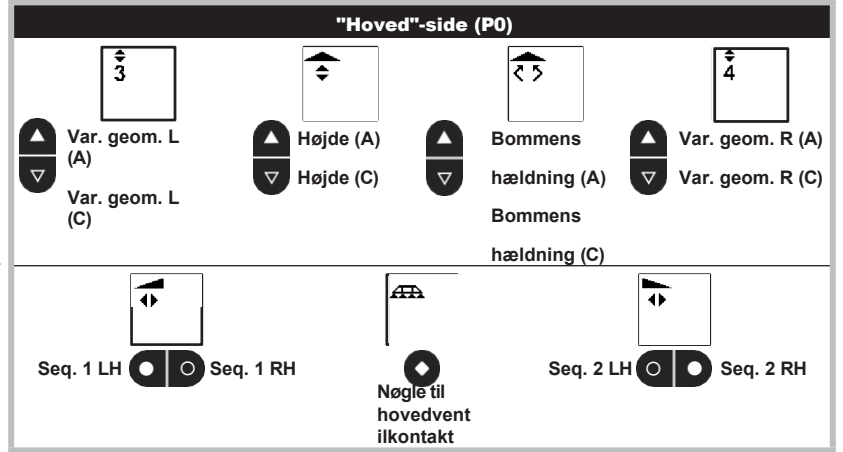 "Hoved"-side (P0)
3
4
Var. geom. L
(A)
Var. geom. L
(C)
Højde (A)
Højde (C)
Bommens
hældning (A)
Bommens
hældning (C)
Var. geom. R (A)
Var. geom. R (C)
Seq. 1 LH
Seq. 1 RH
Nøgle til
hovedvent
ilkontakt
Seq. 2 LH
Seq. 2 RH